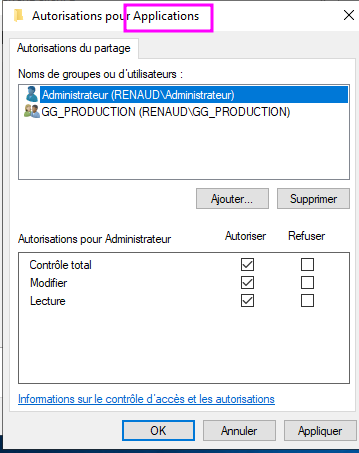 Autorisations pour Applications
Autorisations du partage
Noms de groupes ou d'utilisateurs :
Administrateur (RENAUD\Administrateur)
GG_PRODUCTION (RENAUD\GG_PRODUCTION)
Ajouter... Supprimer
Autorisations pour Administrateur Autoriser Refuser
Contrôle total
Modifier
Lecture
Informations sur le contrôle d'accès et les autorisations
OK Annuler Appliquer